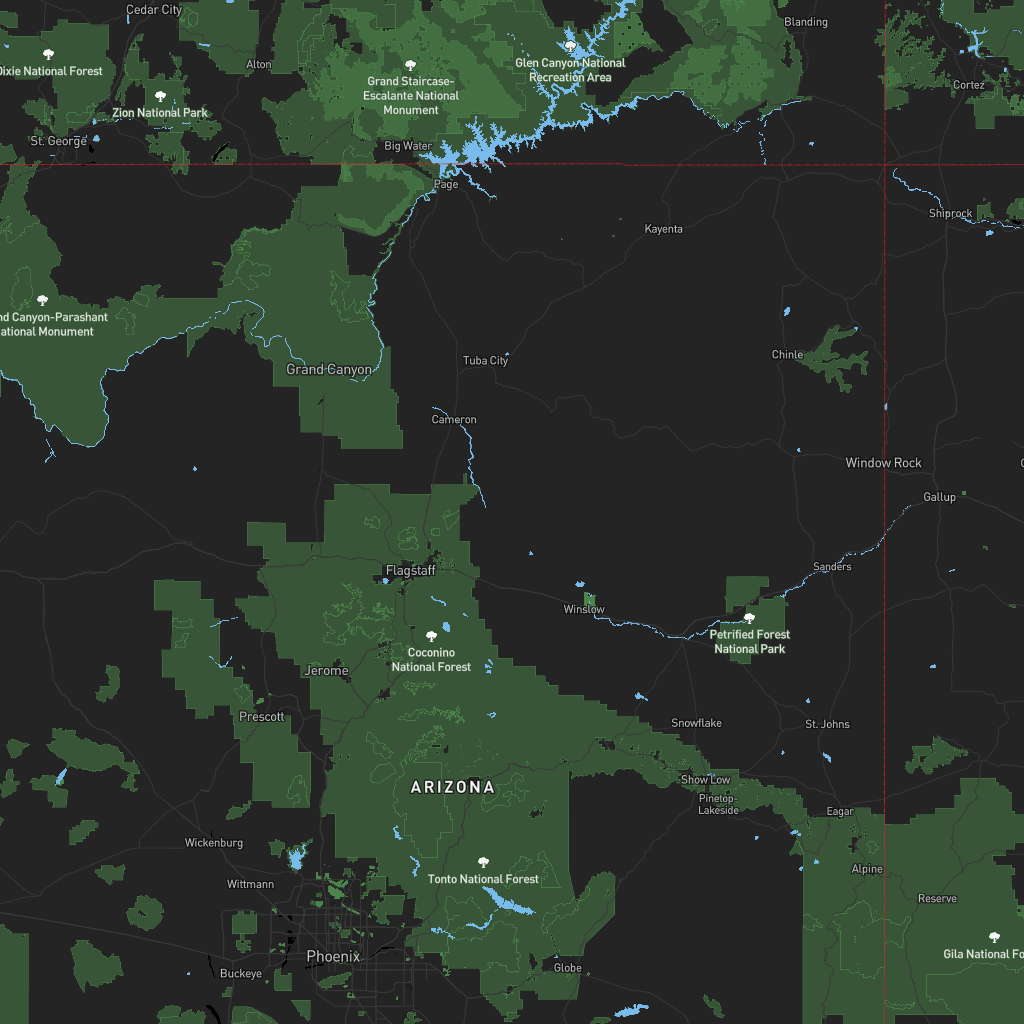 Cedar City
Blanding
Dixie National Forest
Alton
Glen Canyon National
Recreation Area
Grand Staircase-
Escalante National
Monument
Cortez
Zion National Park
St. George
Big Water
Page
Shiprock
Kayenta
nd Canyon-Parashant
ational Monument
Chinle
Tuba City
Grand Canyon
Cameron
Window Rock
Gallup
Flagstaff
Sanders
Winslow
Petrified Forest
National Park
Coconino
National Forest
Jerome
Prescott
Snowflake
St. Johns
ARIZONA
Show Low
Pinetop-
Lakeside
Eagar
Wickenburg
Alpine
Tonto National Forest
Wittmann
Reserve
Phoenix
Gila National Fo
Globe
Buckeye